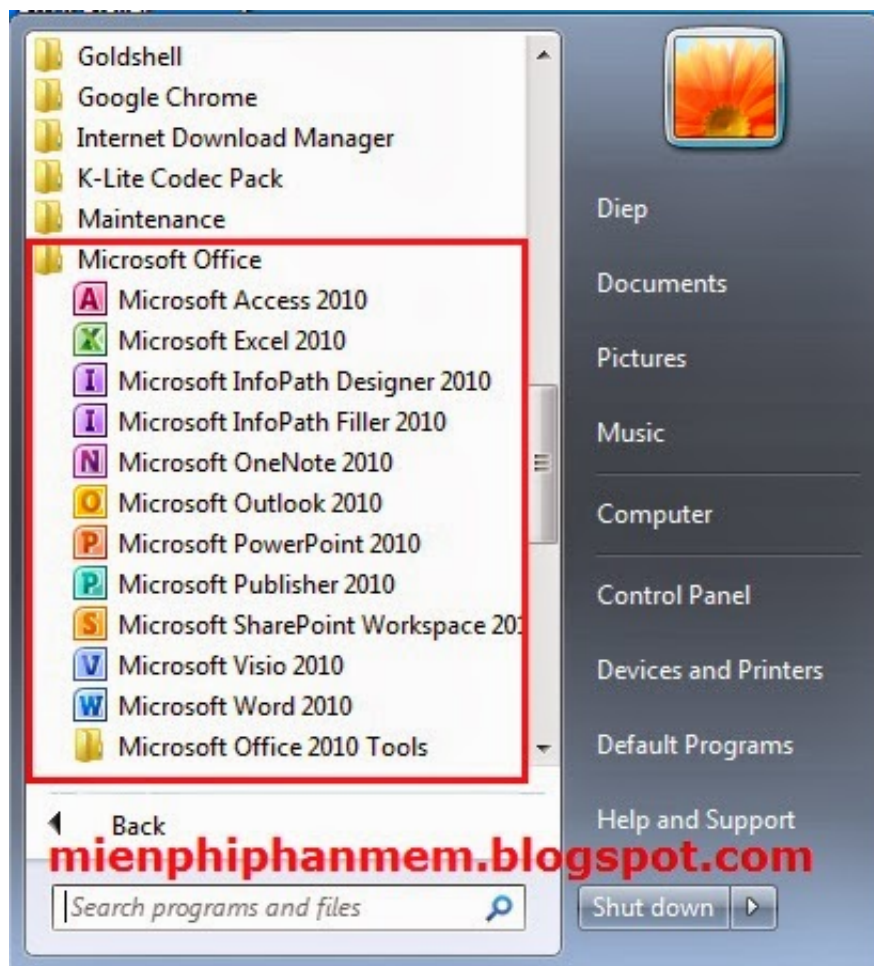 Goldshell
Google Chrome
Internet Download Manager
K-Lite Codec Pack
Maintenance
Microsoft Office
Microsoft Access 2010
Microsoft Excel 2010
Microsoft InfoPath Designer 2010
Microsoft InfoPath Filler 2010
Microsoft OneNote 2010
Microsoft Outlook 2010
Microsoft PowerPoint 2010
Microsoft Publisher 2010
Microsoft SharePoint Workspace 201
Microsoft Visio 2010
Microsoft Word 2010
Microsoft Office 2010 Tools
Back
Search programs and files
Diep
Documents
Pictures
Music
Computer
Control Panel
Devices and Printers
Default Programs
Help and Support
Shut down
mienphiphanmem.blogspot.com